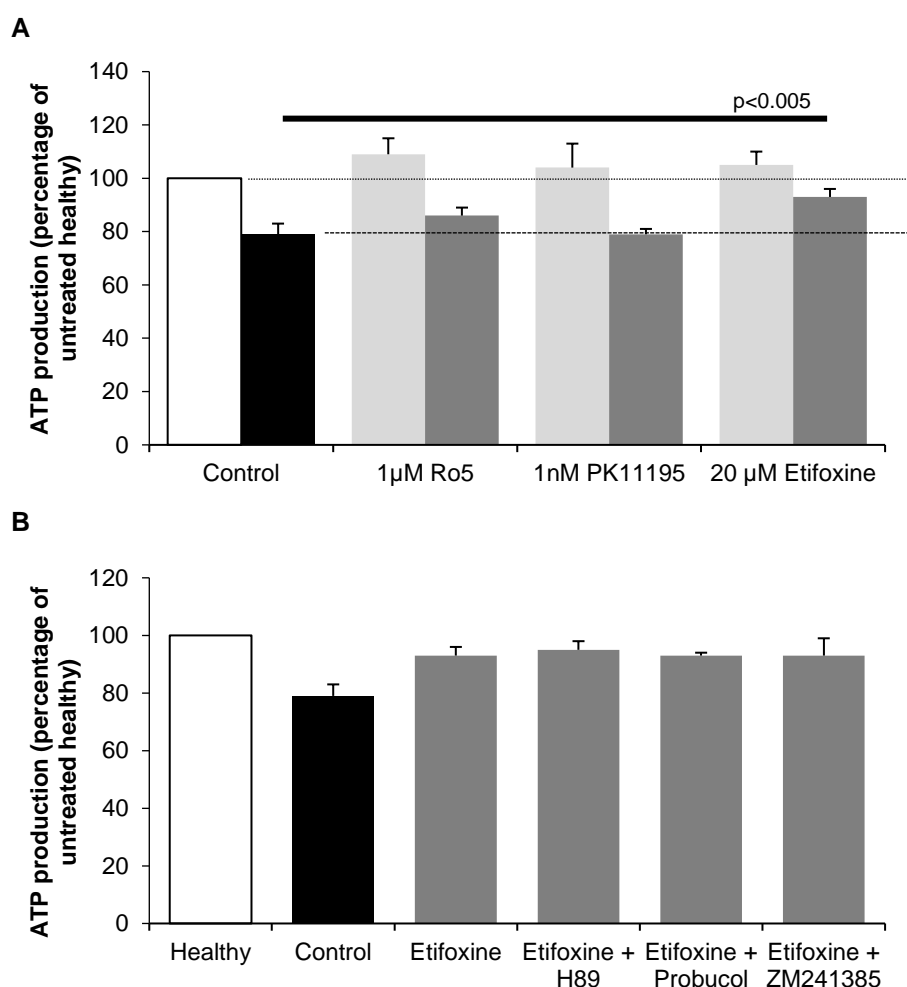 A
ATP production (percentage of
untreated healthy)
140
120
100
80
60
40
20
0
p<0.005
Control
1µM Ro5
1nM PK11195
20 µM Etifoxine
B
ATP production (percentage of
untreated healthy)
120
100
80
60
40
20
0
Healthy
Control
Etifoxine
Etifoxine +
H89
Etifoxine +
Probucol
Etifoxine +
ZM241385